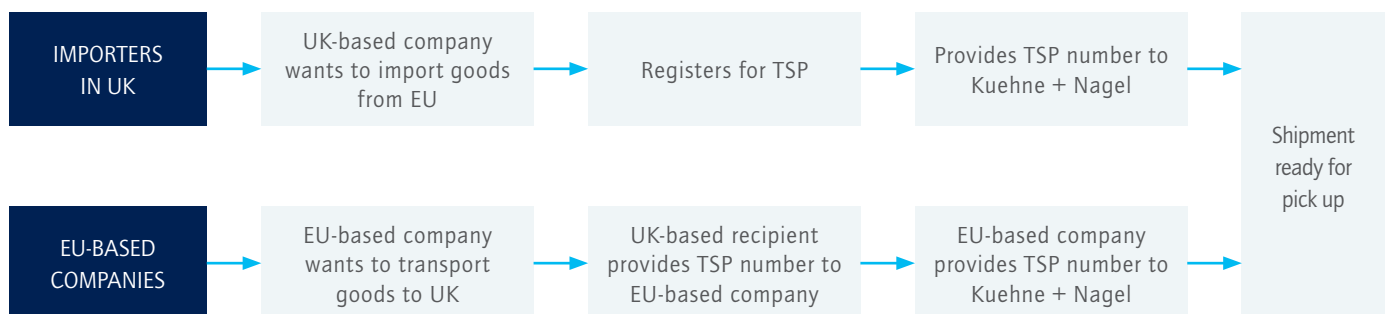 IMPORTERS
IN UK
UK-based company
wants to import goods
from EU
Registers for TSP
Provides TSP number to
Kuehne + Nagel
EU-BASED
COMPANIES
EU-based company
wants to transport
goods to UK
UK-based recipient
provides TSP number to
EU-based company
EU-based company
provides TSP number to
Kuehne + Nagel
Shipment
ready for
pick up